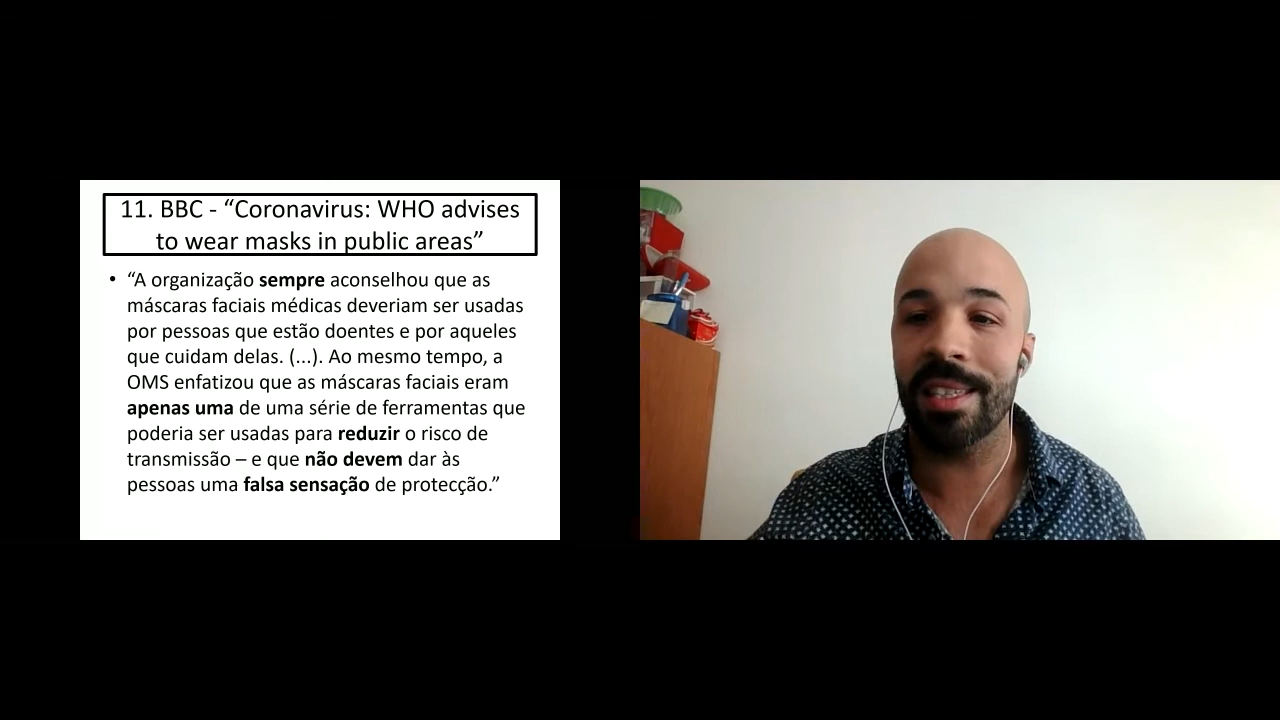 11. BBC - “Coronavirus: WHO advises
to wear masks in public areas”
• “A organização sempre aconselhou que as
máscaras faciais médicas deveriam ser usadas
por pessoas que estão doentes e por aqueles
que cuidam delas. (...). Ao mesmo tempo, a
OMS enfatizou que as máscaras faciais eram
apenas uma de uma série de ferramentas que
poderia ser usadas para reduzir o risco de
transmissão – e que não devem dar às
pessoas uma falsa sensação de protecção.”